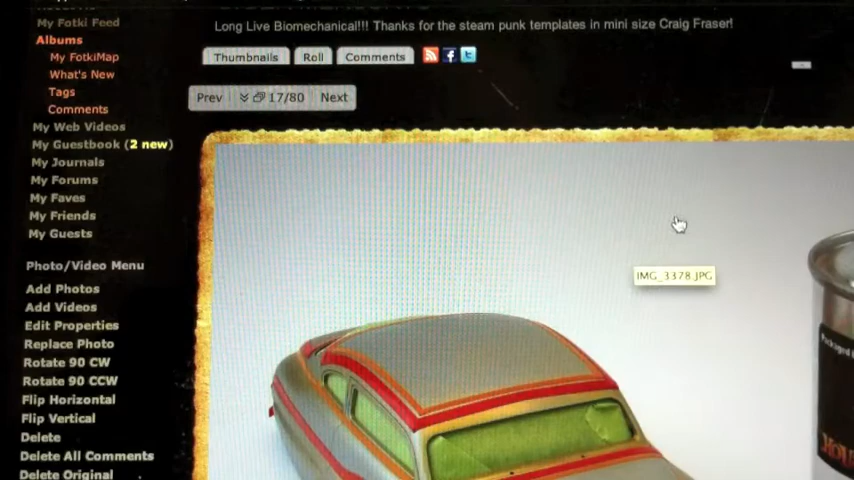 My Fotki Feed
Long Live Biomechanical!!! Thanks for the steam punk templates in mini size Craig Fraser!
Albums
My FotkiMap
What's New
Tags
Comments
Thumbnails
Roll
Comments
Prev
17/80
Next
My Web Videos
My Guestbook (2 new)
My Journals
My Forums
My Faves
My Friends
My Guests
Photo/Video Menu
Add Photos
Add Videos
Edit Properties
Replace Photo
Rotate 90 CW
Rotate 90 CCW
Flip Horizontal
Flip Vertical
Delete
Delete All Comments
Delete Original
IMG_3378.JPG